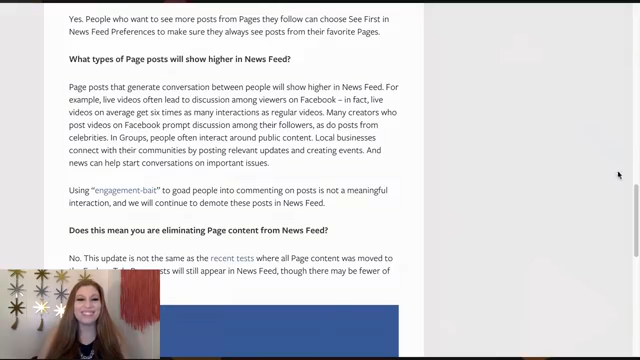 Yes. People who want to see more posts from Pages they follow can choose See First in
News Feed Preferences to make sure they always see posts from their favorite Pages.
What types of Page posts will show higher in News Feed?
Page posts that generate conversation between people will show higher in News Feed. For
example, live videos often lead to discussion among viewers on Facebook – in fact, live
videos on average get six times as many interactions as regular videos. Many creators who
post videos on Facebook prompt discussion among their followers, as do posts from
celebrities. In Groups, people often interact around public content. Local businesses
connect with their communities by posting relevant updates and creating events. And
news can help start conversations on important issues.
Using “engagement-bait” to goad people into commenting on posts is not a meaningful
interaction, and we will continue to demote these posts in News Feed.
Does this mean you are eliminating Page content from News Feed?
No. This update is not the same as the recent tests where all Page content was moved to
will still appear in News Feed, though there may be fewer of